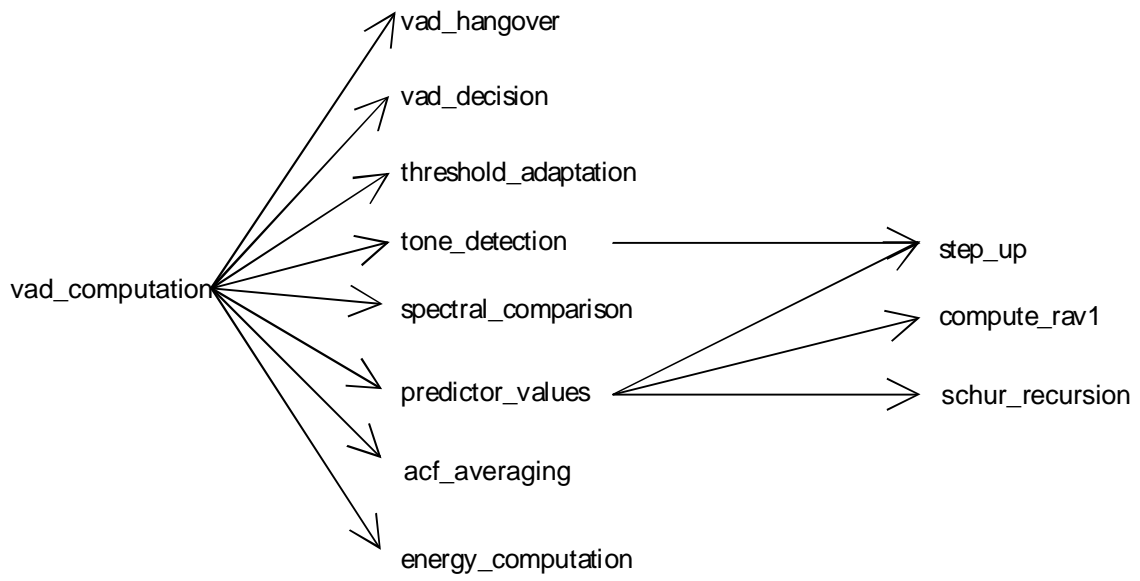 vad_hangover
vad_decision
threshold_adaptation
tone_detection
step_up
vad_computation
spectral_comparison
compute_rav1
predictor_values
schur_recursion
acf_averaging
energy_computation